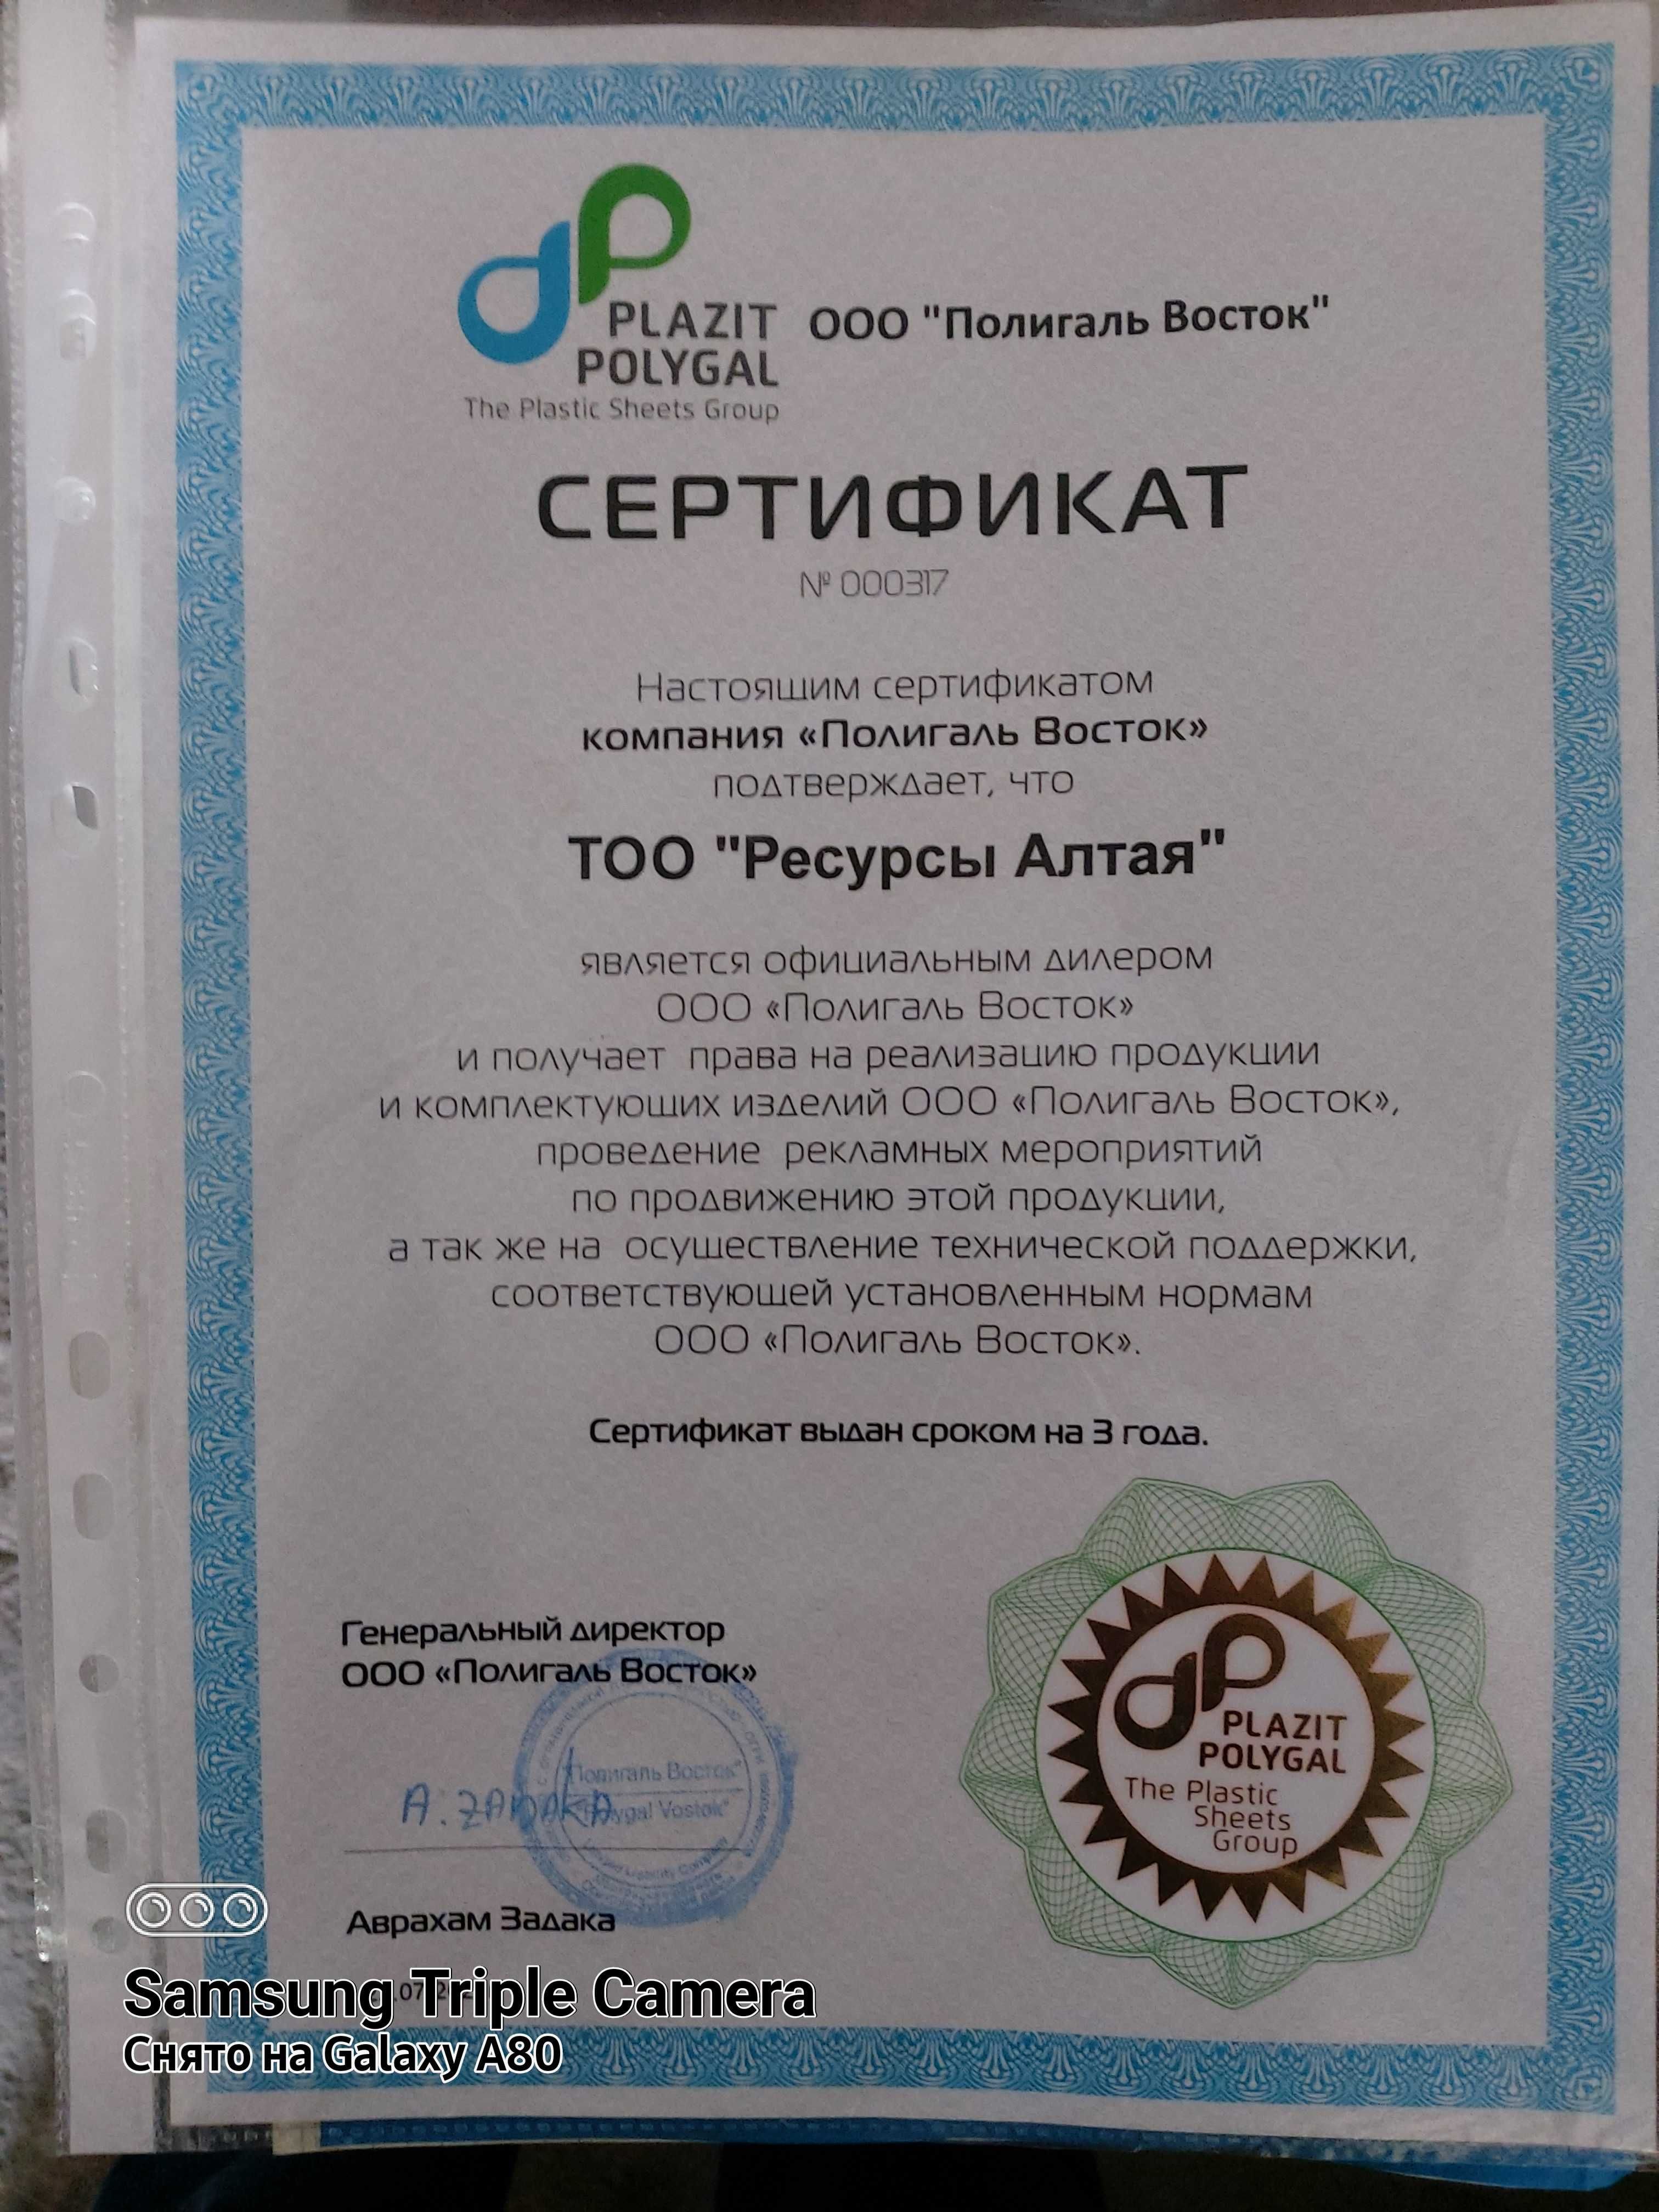 PLAZIT
POLYGAL
The Plastic Sheets Group
ООО "Полигаль Восток"
СЕРТИФИКАТ
№ 000317
Настоящим сертификатом
компания «Полигаль Восток»
подтверждает, что
ТОО "Ресурсы Алтая"
является официальным дилером
ООО «Полигаль Восток»
и получает права на реализацию продукции
и комплектующих изделий ООО «Полигаль Восток»,
проведение рекламных мероприятий
по продвижению этой продукции,
а так же на осуществление технической поддержки,
соответствующей установленным нормам
ООО «Полигаль Восток».
Сертификат выдан сроком на 3 года.
Генеральный директор
ООО «Полигаль Восток»
Полигаль Восток"
Polygal Vostok"
A. ZADAKA
Аврахам Задака
PLAZIT
POLYGAL
The Plastic
Sheets
Group
Samsung Triple Camera
Снято на Galaxy A80